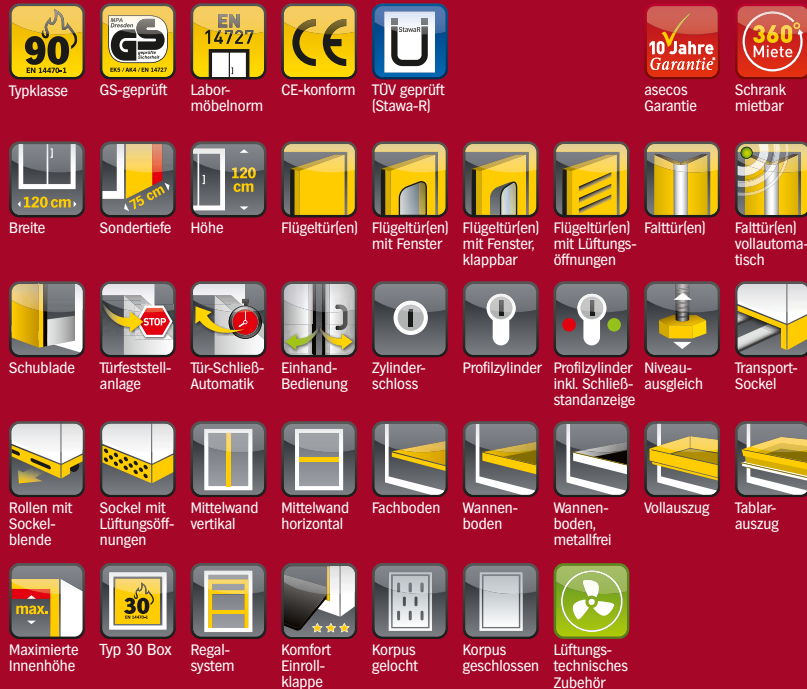 90
EN 14470-1
Typklasse
MPA
Dresden
GS
geprüfte
Sicherheit
EK5 / AK4 / EN 14727
GS-geprüft
EN
14727
Labor-
möbelnorm
CE
CE-konform
StawaR
TÜV geprüft
(Stawa-R)
10 Jahre
Garantie
asecos
Garantie
360°
Miete
Schrank
mietbar
120 cm
Breite
75 cm
Sondertiefe
120
cm
Höhe
Flügeltür(en)
Flügeltür(en)
mit Fenster
Flügeltür(en)
mit Fenster,
klappbar
Flügeltür(en)
mit Lüftungs-
öffnungen
Falttür(en)
Falttür(en)
vollautoma-
tisch
Schublade
STOP
Türfeststell-
anlage
Tür-Schließ-
Automatik
Einhand-
Bedienung
Zylinder-
schloss
Profilzylinder
Profilzylinder
inkl. Schließ-
standanzeige
Niveau-
ausgleich
Transport-
Sockel
Rollen mit
Sockel-
blende
Sockel mit
Lüftungsöff-
nungen
Mittelwand
vertikal
Mittelwand
horizontal
Fachboden
Wannen-
boden
Wannen-
boden,
metallfrei
Vollauszug
Tablar-
auszug
max.
Maximierte
Innenhöhe
30
EN 14470-1
Typ 30 Box
Regal-
system
Komfort
Einroll-
klappe
Korpus
gelocht
Korpus
geschlossen
Lüftungs-
technisches
Zubehör